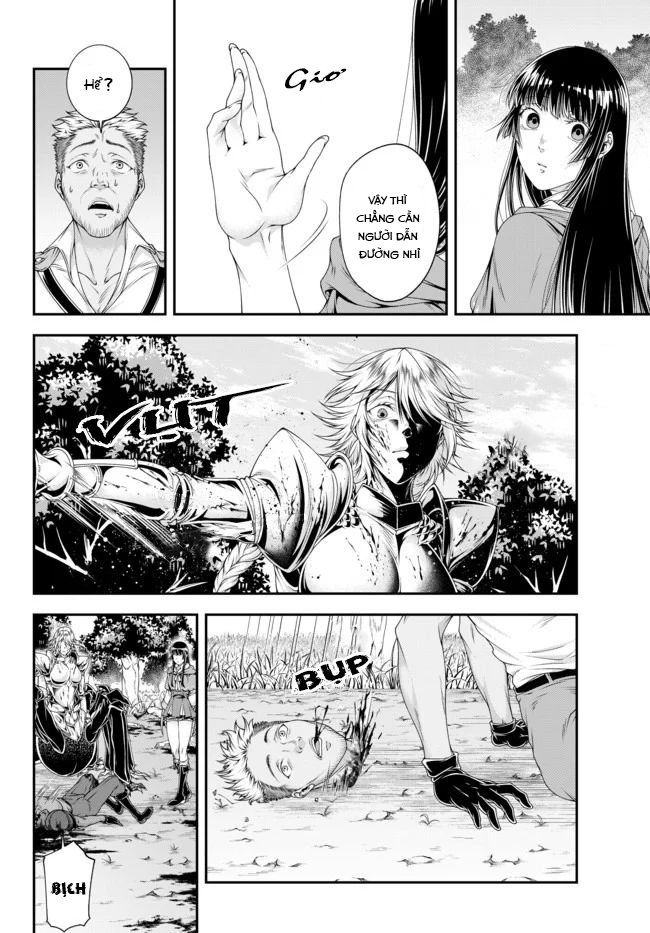 Giơ
VẬY THÌ
CHẲNG CẦN
NGƯỜI DẪN
ĐƯỜNG NHỈ
HỂ?
VỤT
BỤP
BỊCH